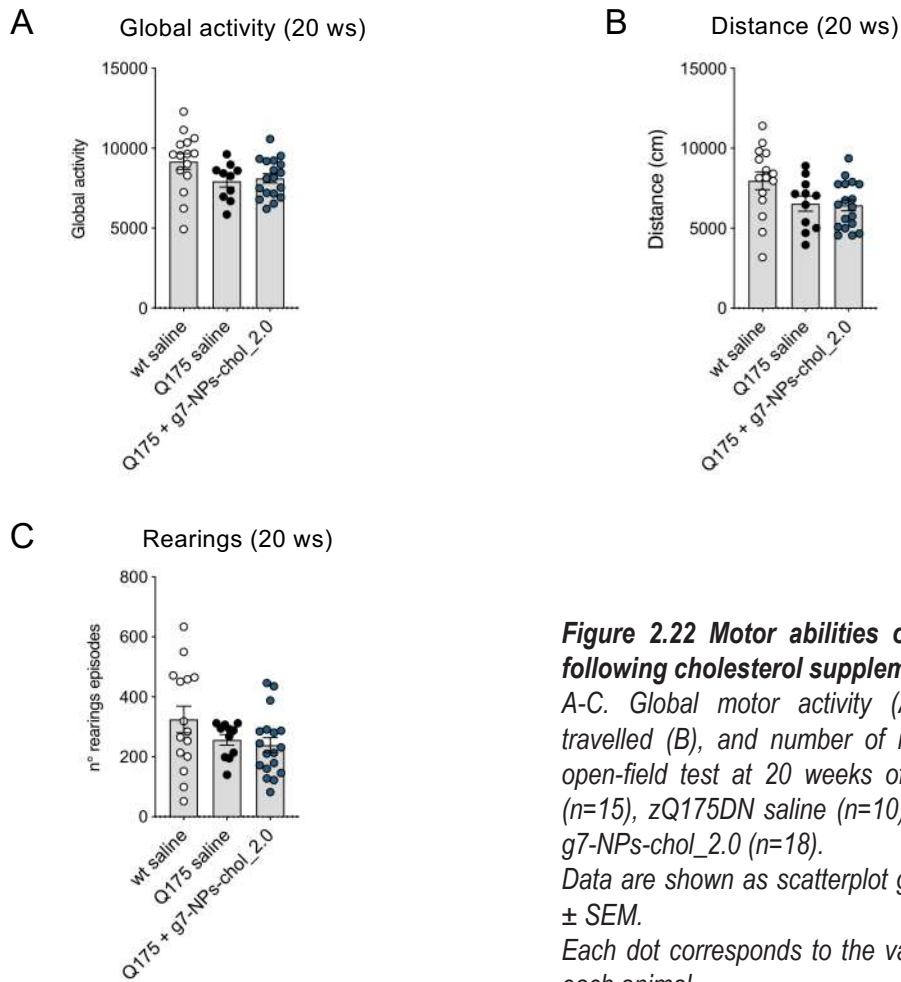 A
Global activity (20 ws)
15000
10000
5000
0
Global activity
wt saline
Q175 saline
Q175 + g7-NPs-chol_2.0
B
Distance (20 ws)
15000
10000
5000
0
Distance (cm)
wt saline
Q175 saline
Q175 + g7-NPs-chol_2.0
C
Rearings (20 ws)
800
600
400
200
0
n° rearings episodes
wt saline
Q175 saline
Q175 + g7-NPs-chol_2.0
Figure 2.22 Motor abilities
following cholesterol
A-C. Global motor activity
travelled (B), and number of
open-field test at 20 weeks
(n=15), zQ175DN saline (n=10)
g7-NPs-chol_2.0 (n=18).
Data are shown as scatterplot
± SEM.
Each dot corresponds to the
each animal